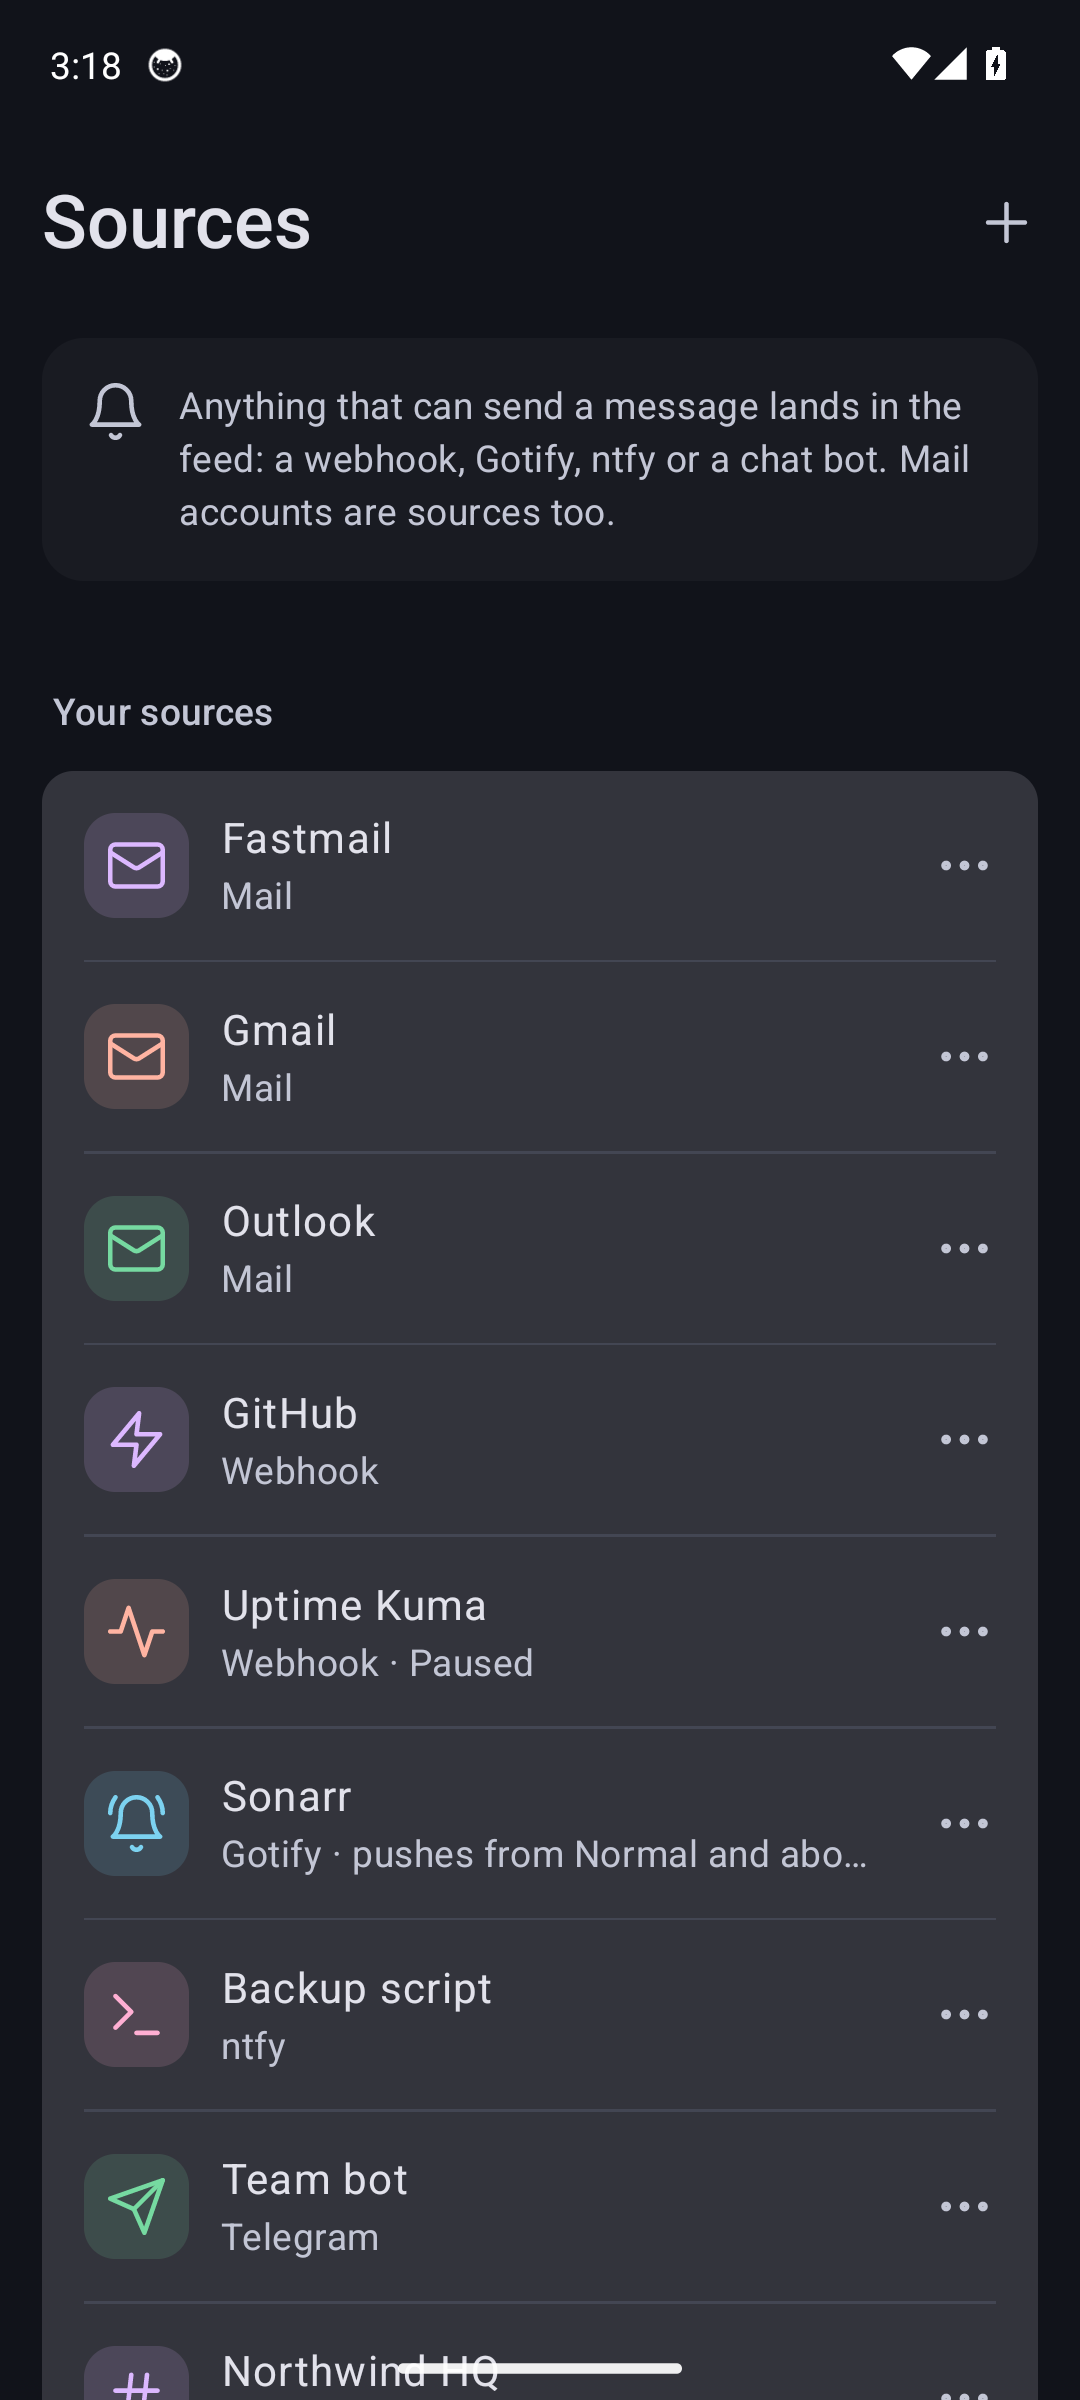 3:18
Sources
Anything that can send a message lands in the
feed: a webhook, Gotify, ntfy or a chat bot. Mail
accounts are sources too.
Your sources
Fastmail
Mail
Gmail
Mail
Outlook
Mail
GitHub
Webhook
Uptime Kuma
Webhook · Paused
Sonarr
Gotify · pushes from Normal and abo…
Backup script
ntfy
Team bot
Telegram
Northwind HQ